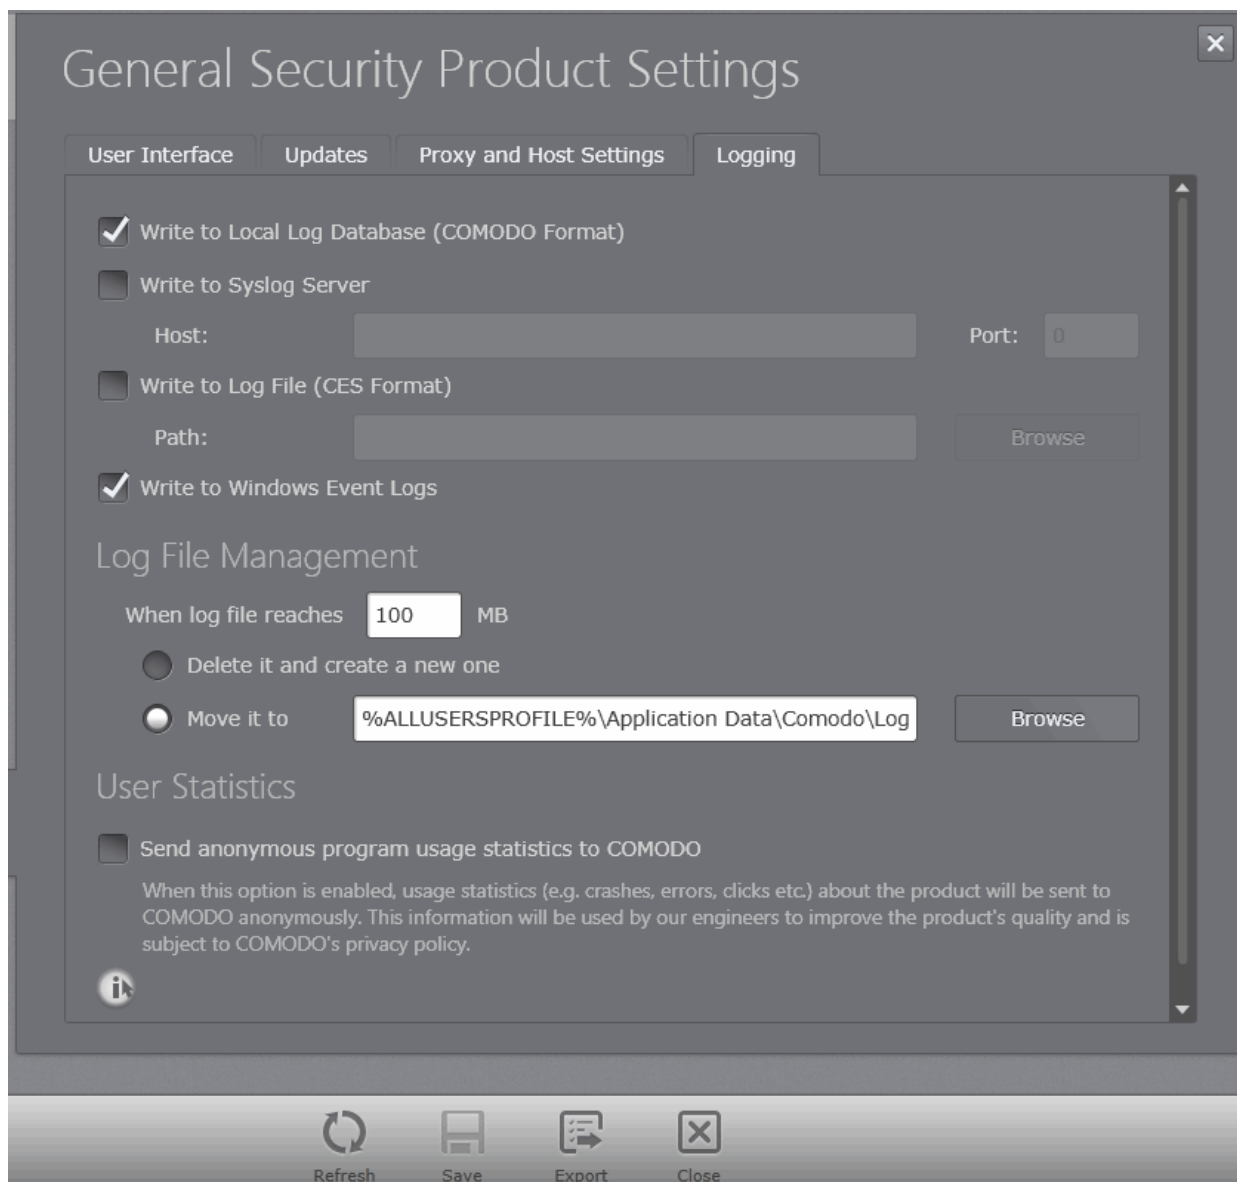 General Security Product Settings
User Interface Updates Proxy and Host Settings Logging
Write to Local Log Database (COMODO Format)
Write to Syslog Server
Host: Port: 0
Write to Log File (CES Format)
Path: Browse
Write to Windows Event Logs
Log File Management
When log file reaches 100 MB
Delete it and create a new one
Move it to %ALLUSERSPROFILE%\Application Data\Comodo\Log Browse
User Statistics
Send anonymous program usage statistics to COMODO
When this option is enabled, usage statistics (e.g. crashes, errors, clicks etc.) about the product will be sent to
COMODO anonymously. This information will be used by our engineers to improve the product's quality and is
subject to COMODO's privacy policy.
Refresh Save Export Close